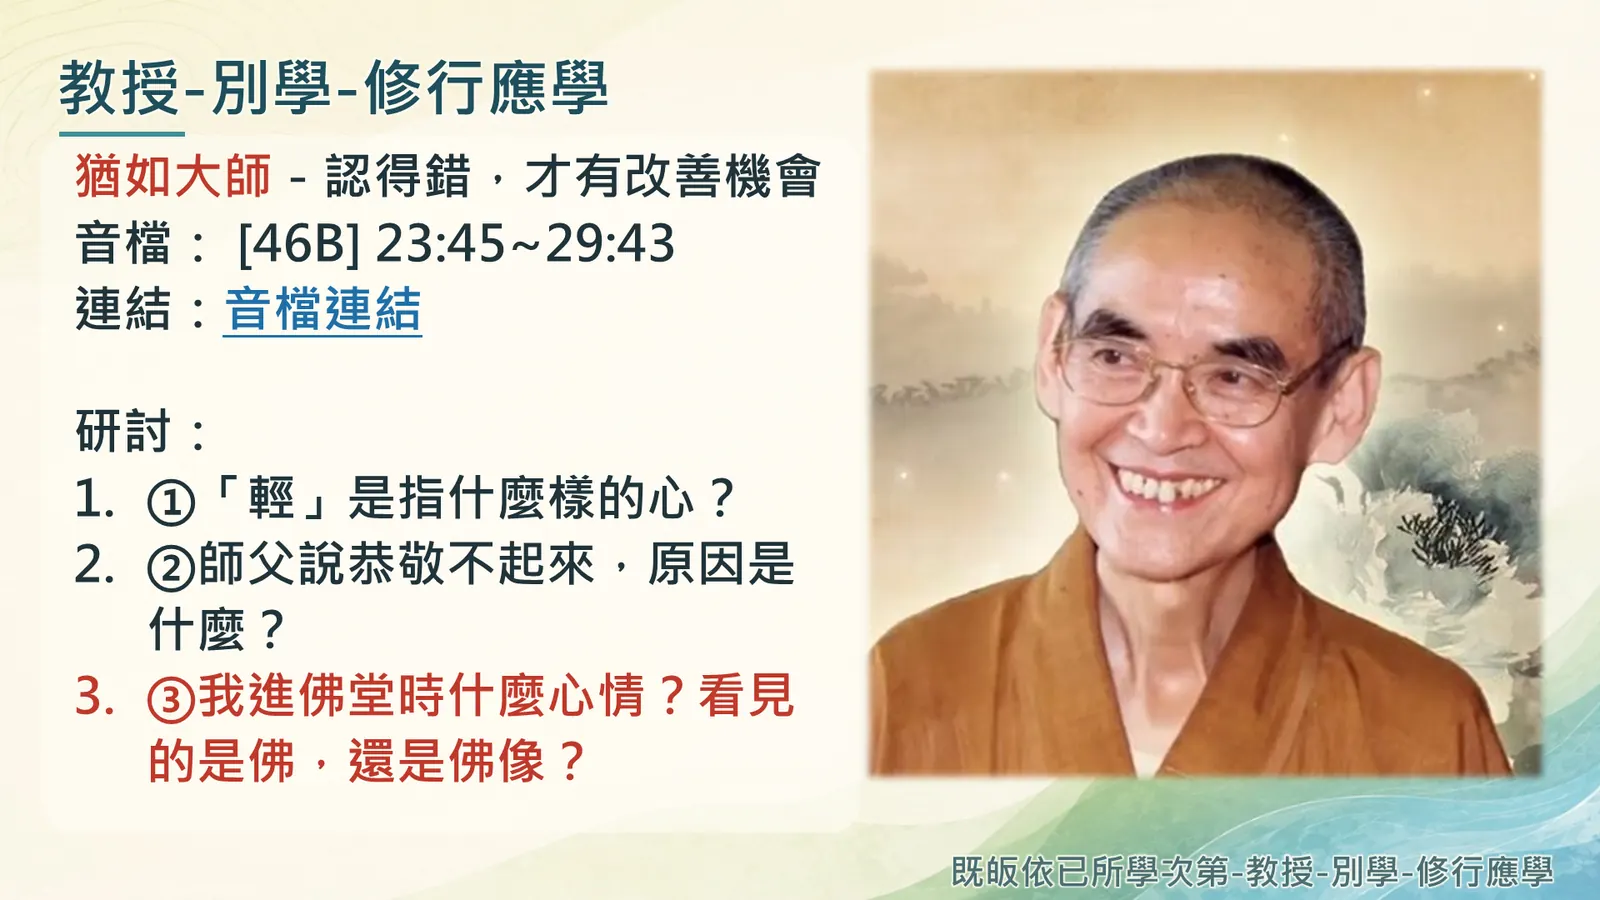 教授-別學-修行應學
猶如大師 - 認得錯，才有改善機會
音檔： [46B] 23:45~29:43
連結：音檔連結
研討：
1. ①「輕」是指什麼樣的心？
2. ②師父說恭敬不起來，原因是
什麼？
3. ③我進佛堂時什麼心情？看見
的是佛，還是佛像？
既皈依已所學次第-教授-別學-修行應學